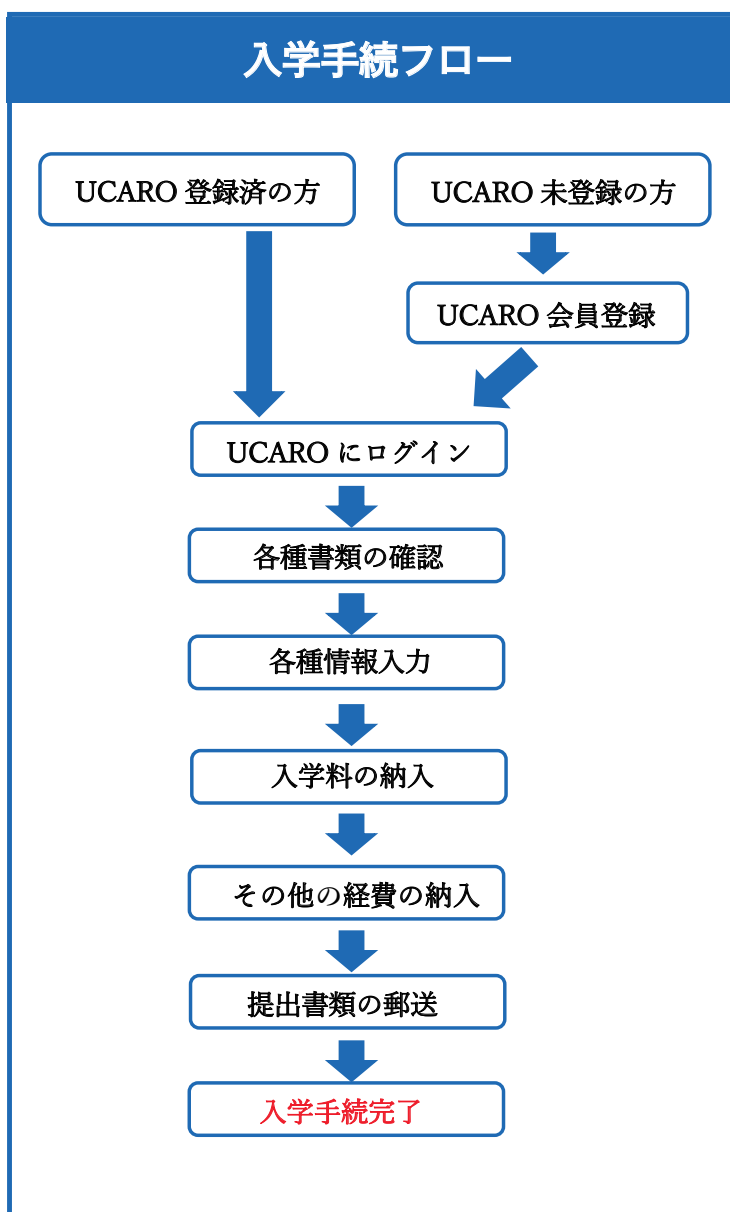 入学手続フロー
UCARO 登録済の方
UCARO 未登録の方
UCARO 会員登録
UCARO にログイン
各種書類の確認
各種情報入力
入学料の納入
その他の経費の納入
提出書類の郵送
入学手続完了